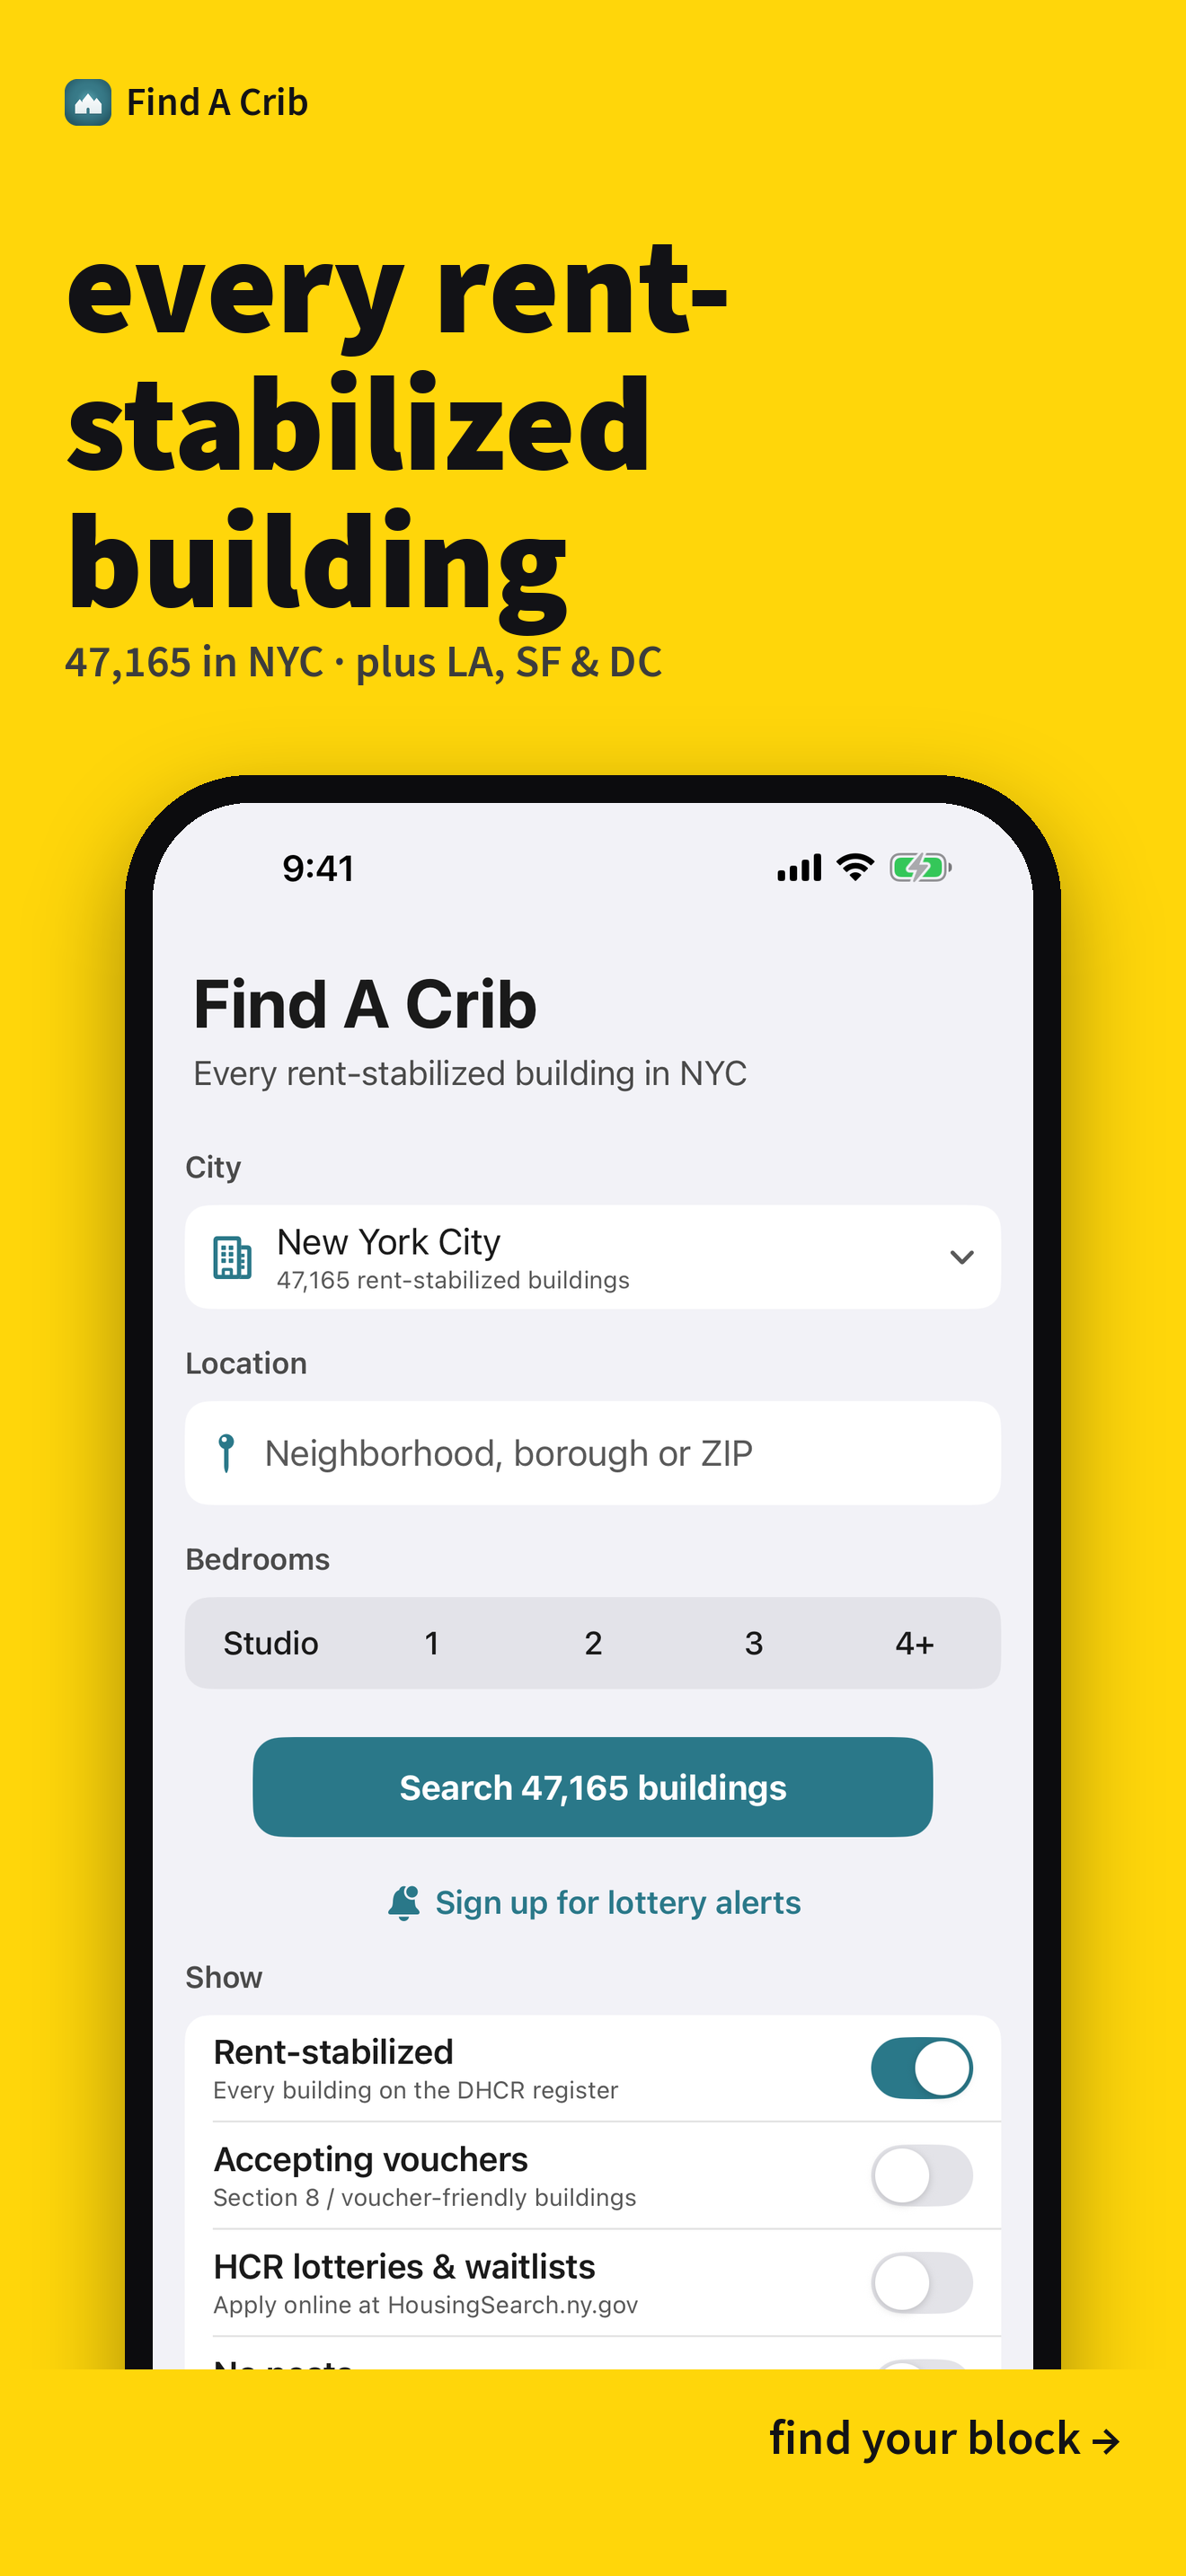 Find A Crib
every rent-
stabilized
building
47,165 in NYC · plus LA, SF & DC
9:41
Find A Crib
Every rent-stabilized building in NYC
City
New York City
47,165 rent-stabilized buildings
Location
Neighborhood, borough or ZIP
Bedrooms
Studio 1 2 3 4+
Search 47,165 buildings
Sign up for lottery alerts
Show
Rent-stabilized
Every building on the DHCR register
Accepting vouchers
Section 8 / voucher-friendly buildings
HCR lotteries & waitlists
Apply online at HousingSearch.ny.gov
find your block →